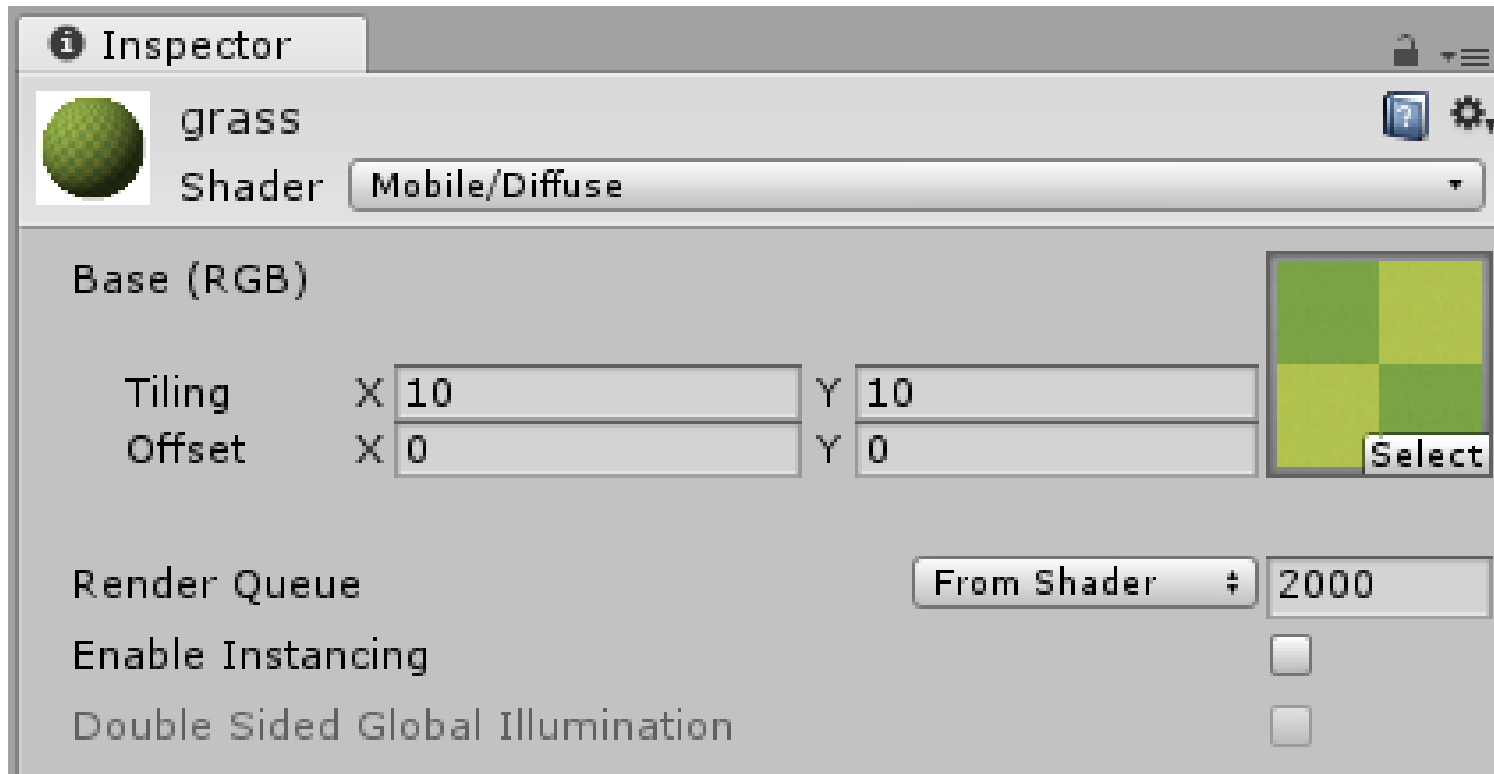 Inspector
grass
Shader Mobile/Diffuse
Base (RGB)
Tiling X 10 Y 10
Offset X 0 Y 0
Select
Render Queue From Shader 2000
Enable Instancing
Double Sided Global Illumination